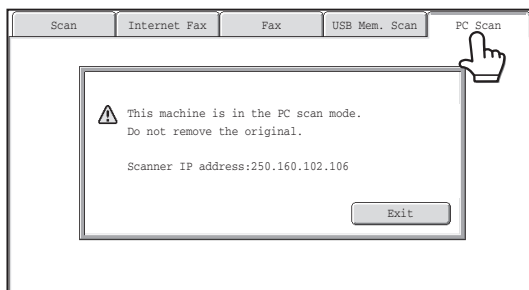 Scan
Internet Fax
Fax
USB Mem. Scan
PC Scan
This machine is in the PC scan mode.
Do not remove the original.
Scanner IP address:250.160.102.106
Exit